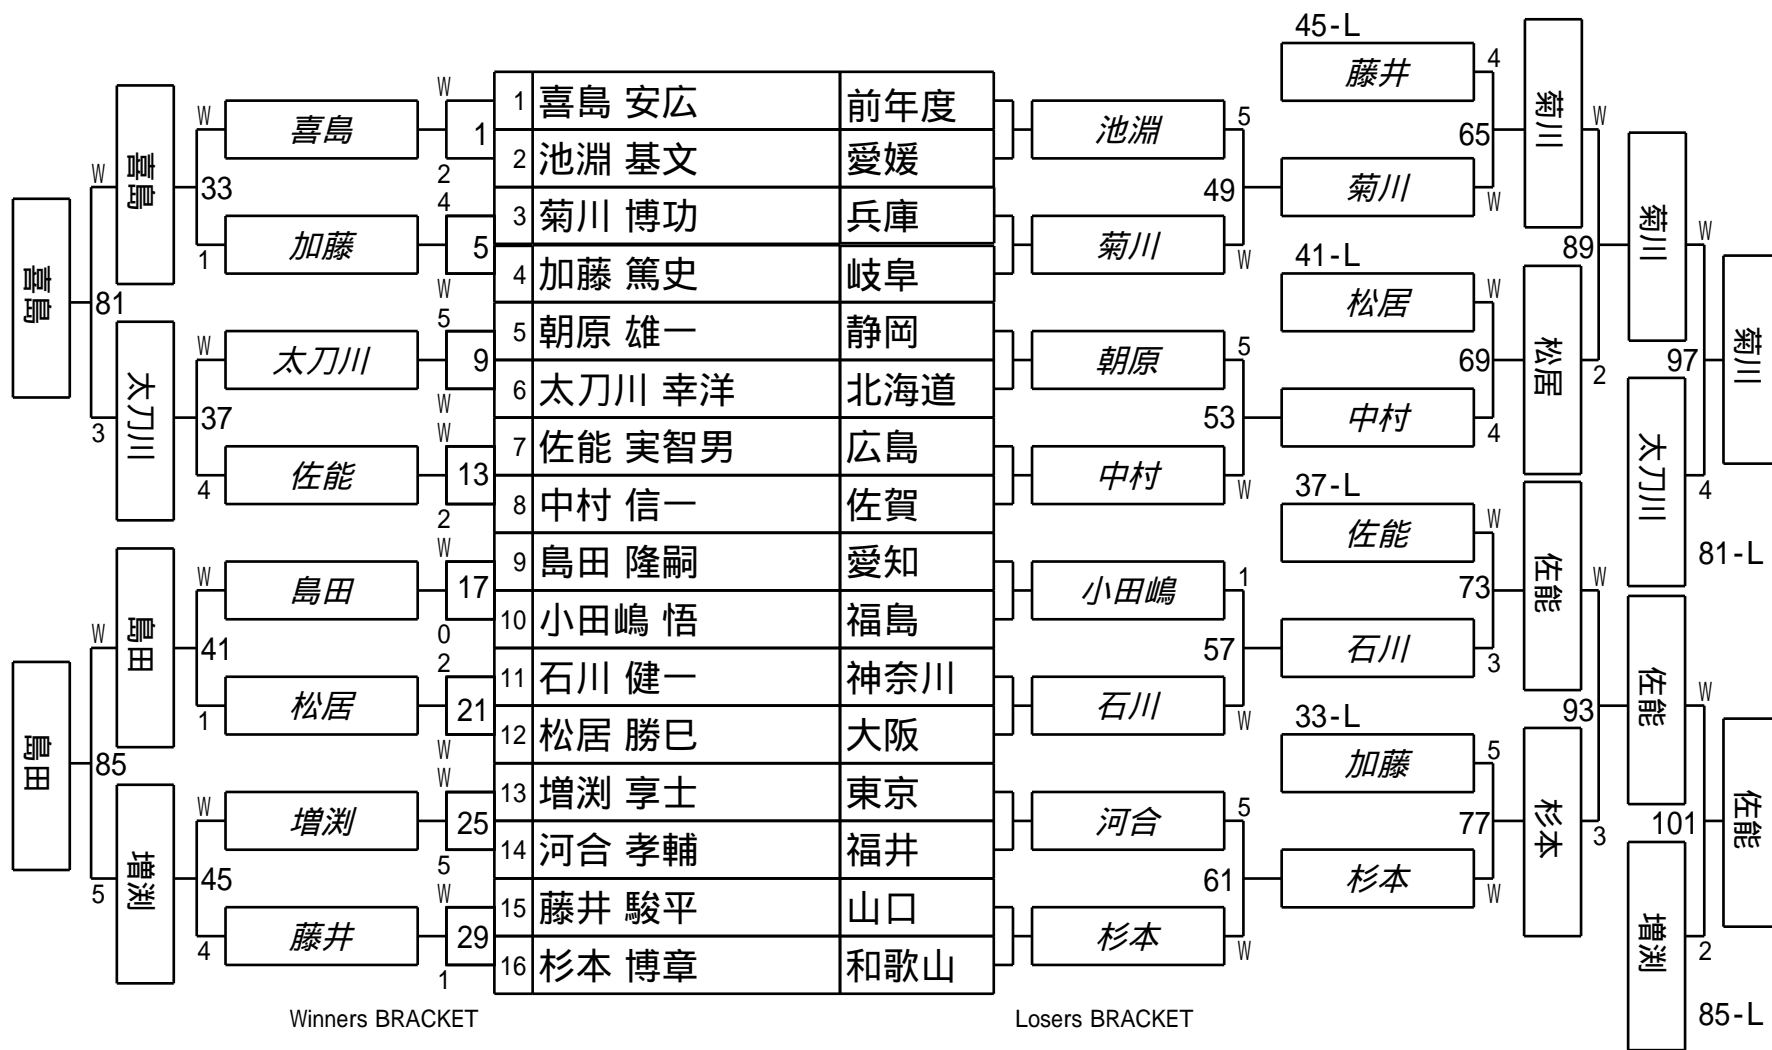 45-L
藤井 4
菊川
W
1 喜島 安広 前年度
W
喜島
W
喜島
1
池淵 5
65
菊川
W
2 池淵 基文 愛媛
2
33
W
49
菊川
W
3 菊川 博功 兵庫
4
加藤
1
5
菊川
W
4 加藤 篤史 岐阜
W
喜島
81
41-L
松居 W
89
菊川
W
5 朝原 雄一 静岡
5
太刀川
W
9
朝原 5
69
松居
2
97
菊川
6 太刀川 幸洋 北海道
W
太刀川
3
37
53
中村
4
太刀川
4
81-L
7 佐能 実智男 広島
W
佐能
4
13
中村
W
8 中村 信一 佐賀
2
37-L
佐能 W
佐能
W
9 島田 隆嗣 愛知
W
島田
W
島田
W
17
小田嶋 1
73
10 小田嶋 悟 福島
0
41
57
石川
3
佐能
W
11 石川 健一 神奈川
2
松居
1
21
石川
W
93
12 松居 勝巳 大阪
W
島田
85
33-L
加藤 5
杉本
3
13 増渕 享士 東京
W
増渕
W
25
河合 5
77
101
佐能
14 河合 孝輔 福井
5
増渕
5
45
61
杉本
W
増渕
2
85-L
15 藤井 駿平 山口
W
藤井
4
29
杉本
W
16 杉本 博章 和歌山
1
Winners BRACKET
Losers BRACKET